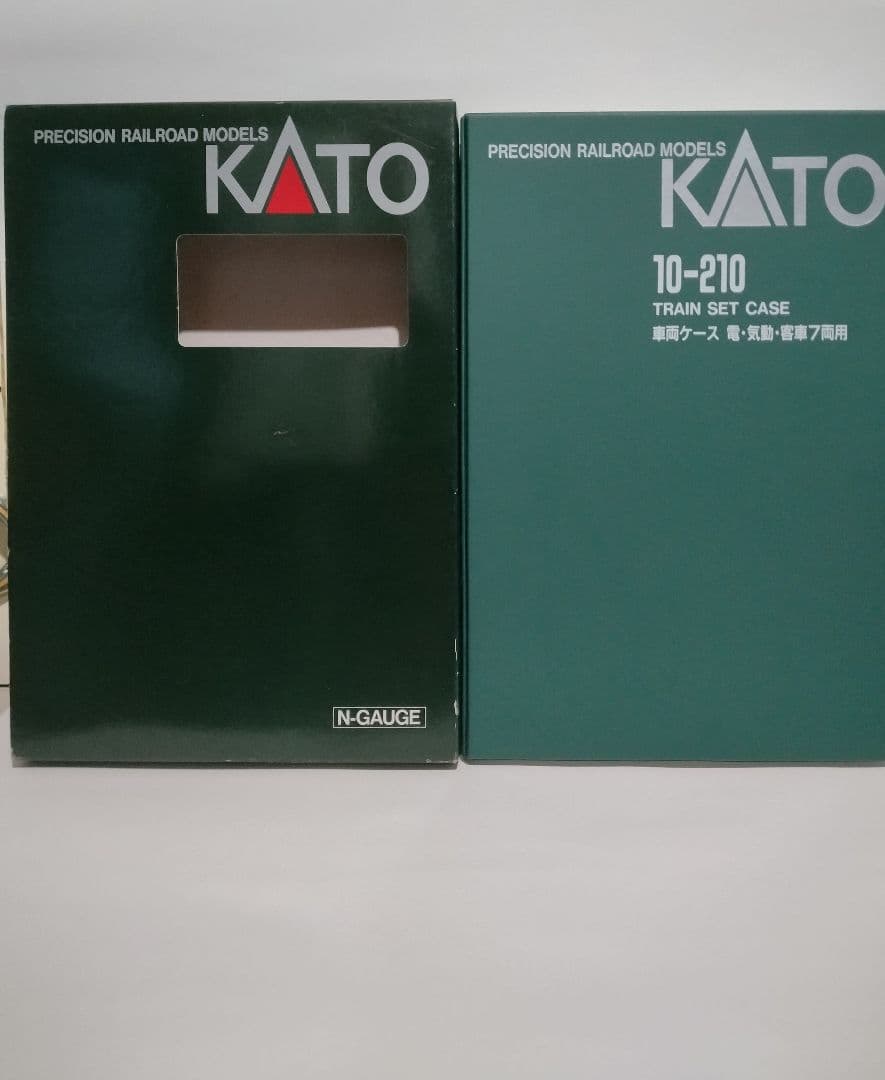 PRECISION RAILROAD MODELS
KATO
N-GAUGE
PRECISION RAILROAD MODELS
KATO
10-210
TRAIN SET CASE
車両ケース 電・気動・客車7両用